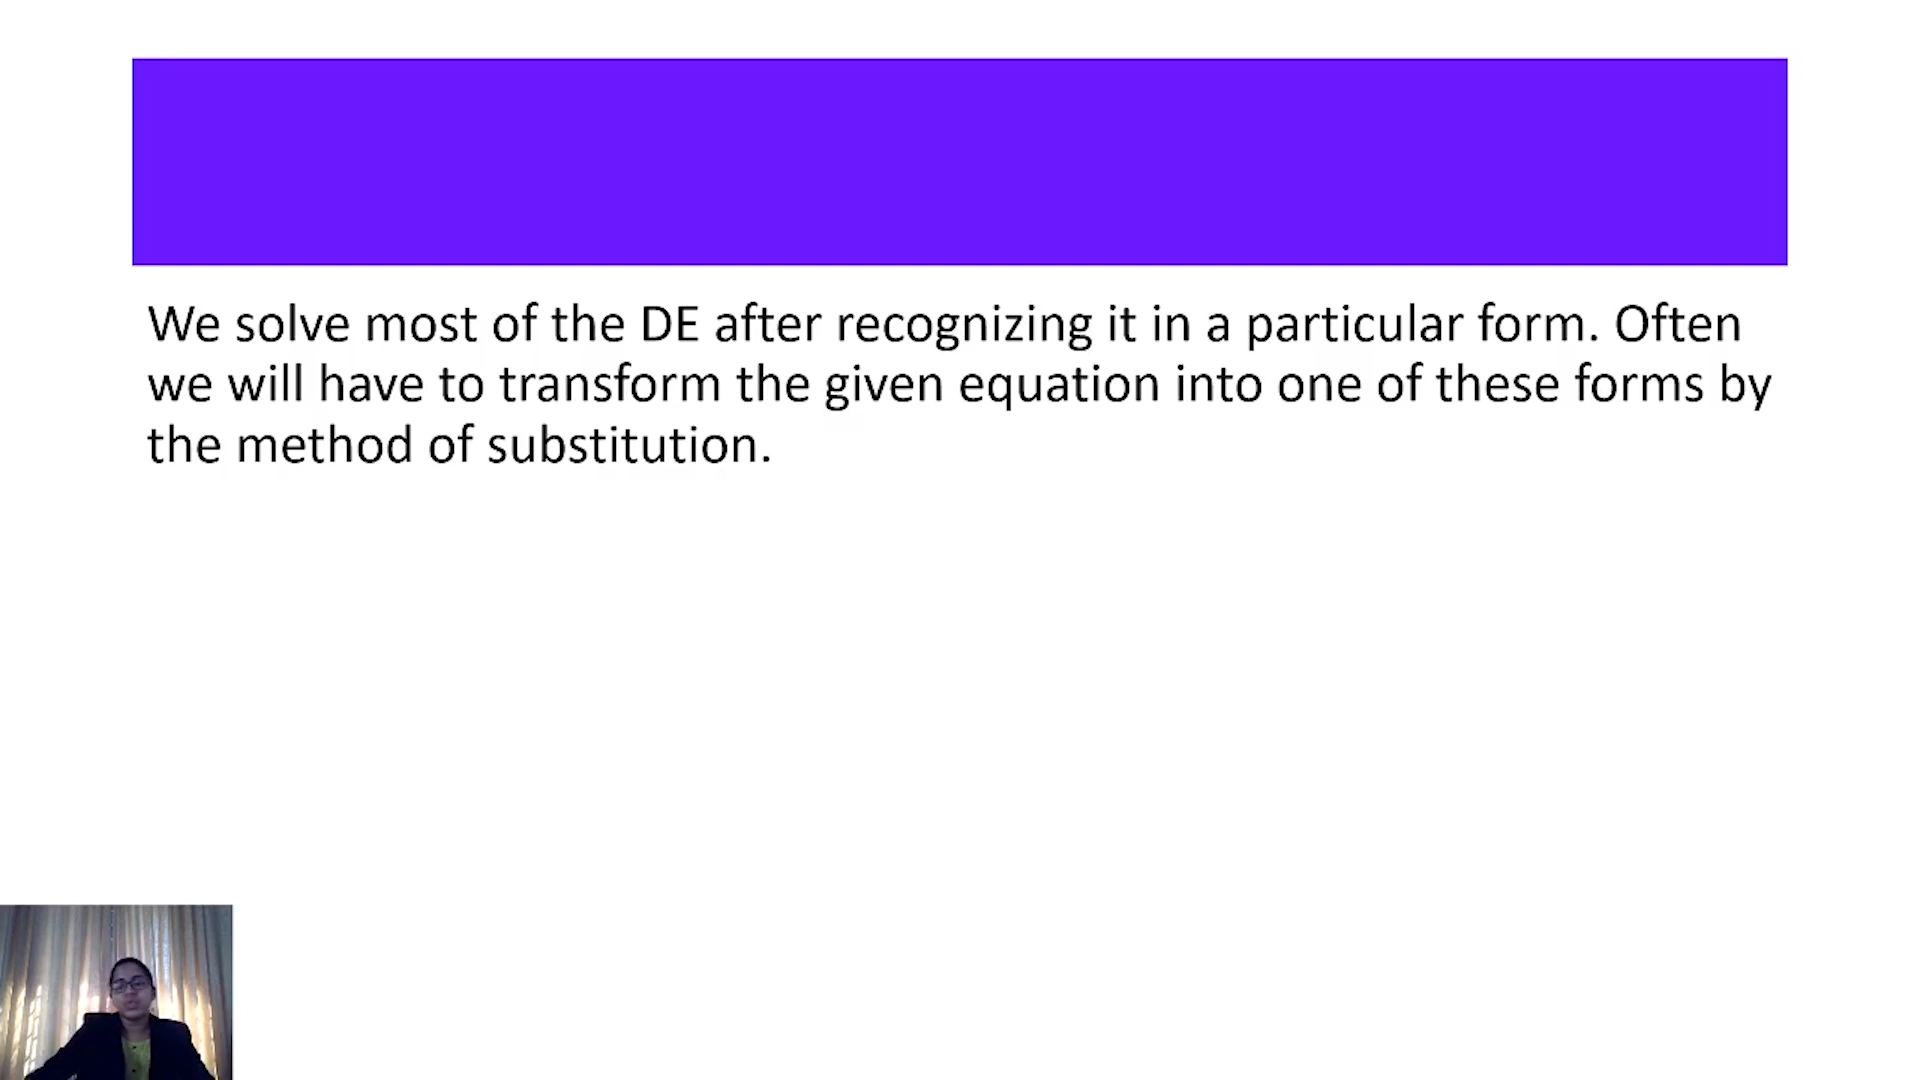 We solve most of the DE after recognizing it in a particular form. Often
we will have to transform the given equation into one of these forms by
the method of substitution.